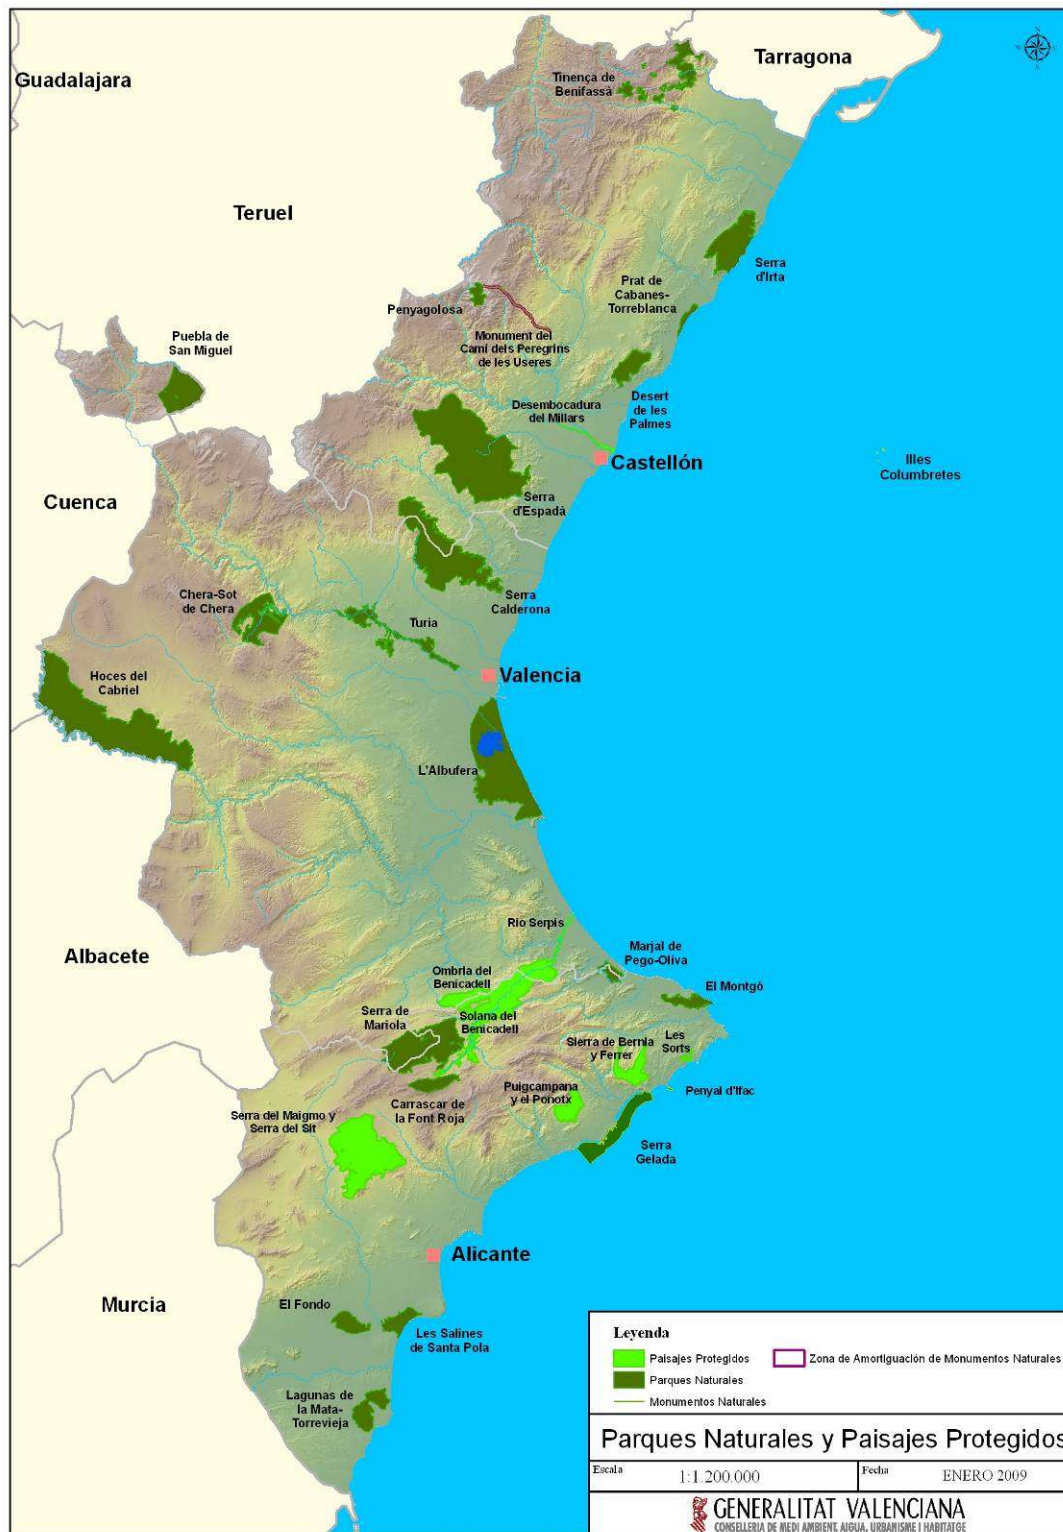 Tarragona
Guadalajara
Tinença de
Benifassà
Teruel
Serra
d'Irta
Prat de
Cabanes-
Torreblanca
Penyagolosa
Monument del
Camí dels Peregrins
de les Useres
Puebla de
San Miguel
Desert
de les
Palmes
Desembocadura
del Millars
Castellón
Illes
Columbretes
Cuenca
Serra
d'Espadà
Serra
Calderona
Chera-Sot
de Chera
Turia
Valencia
Hoces del
Cabriel
L'Albufera
Rio Serpis
Marjal de
Pego-Oliva
Albacete
Ombria del
Benicadell
El Montgó
Serra de
Mariola
Solana del
Benicadell
Sierra de Bernia
y Ferrer
Les
Sorts
Penyal d'Ifac
Puigcampana
y el Ponotx
Carrascar de
la Font Roja
Serra del Maigmo y
Serra del Sit
Serra
Gelada
Alicante
Murcia
El Fondo
Les Salines
de Santa Pola
Lagunas de
la Mata-
Torrevieja
Leyenda
Paisajes Protegidos
Zona de Amortiguación de Monumentos Naturales
Parques Naturales
Monumentos Naturales
Parques Naturales y Paisajes Protegidos
Escala 1:1.200.000 Fecha ENERO 2009
GENERALITAT VALENCIANA
CONSELLERIA DE MEDI AMBIENT, AIGUA, URBANISME I HABITATGE